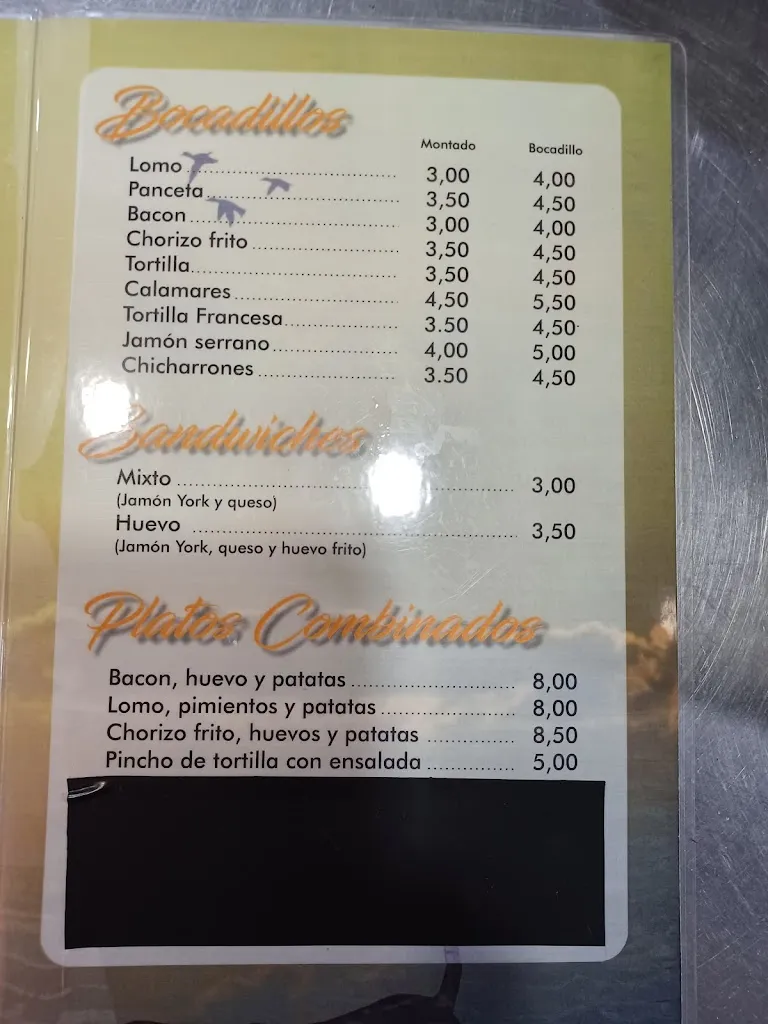 Bocadillos
Montado Bocadillo
Lomo 3,00 4,00
Panceta 3,50 4,50
Bacon 3,00 4,00
Chorizo frito 3,50 4,50
Tortilla 3,50 4,50
Calamares 4,50 5,50
Tortilla Francesa 3.50 4,50
Jamón serrano 4,00 5,00
Chicharrones 3.50 4,50
Sandwiches
Mixto 3,00
(Jamón York y queso)
Huevo 3,50
(Jamón York, queso y huevo frito)
Platos Combinados
Bacon, huevo y patatas 8,00
Lomo, pimientos y patatas 8,00
Chorizo frito, huevos y patatas 8,50
Pincho de tortilla con ensalada 5,00